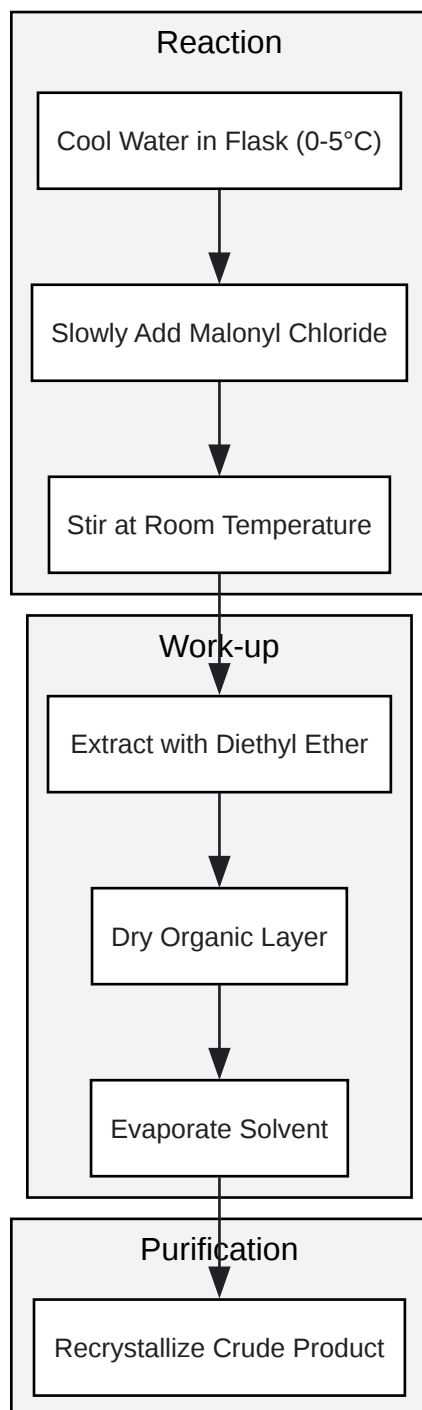 Reaction
Cool Water in Flask (0-5°C)
Slowly Add Malonyl Chloride
Stir at Room Temperature
Work-up
Extract with Diethyl Ether
Dry Organic Layer
Evaporate Solvent
Purification
Recrystallize Crude Product